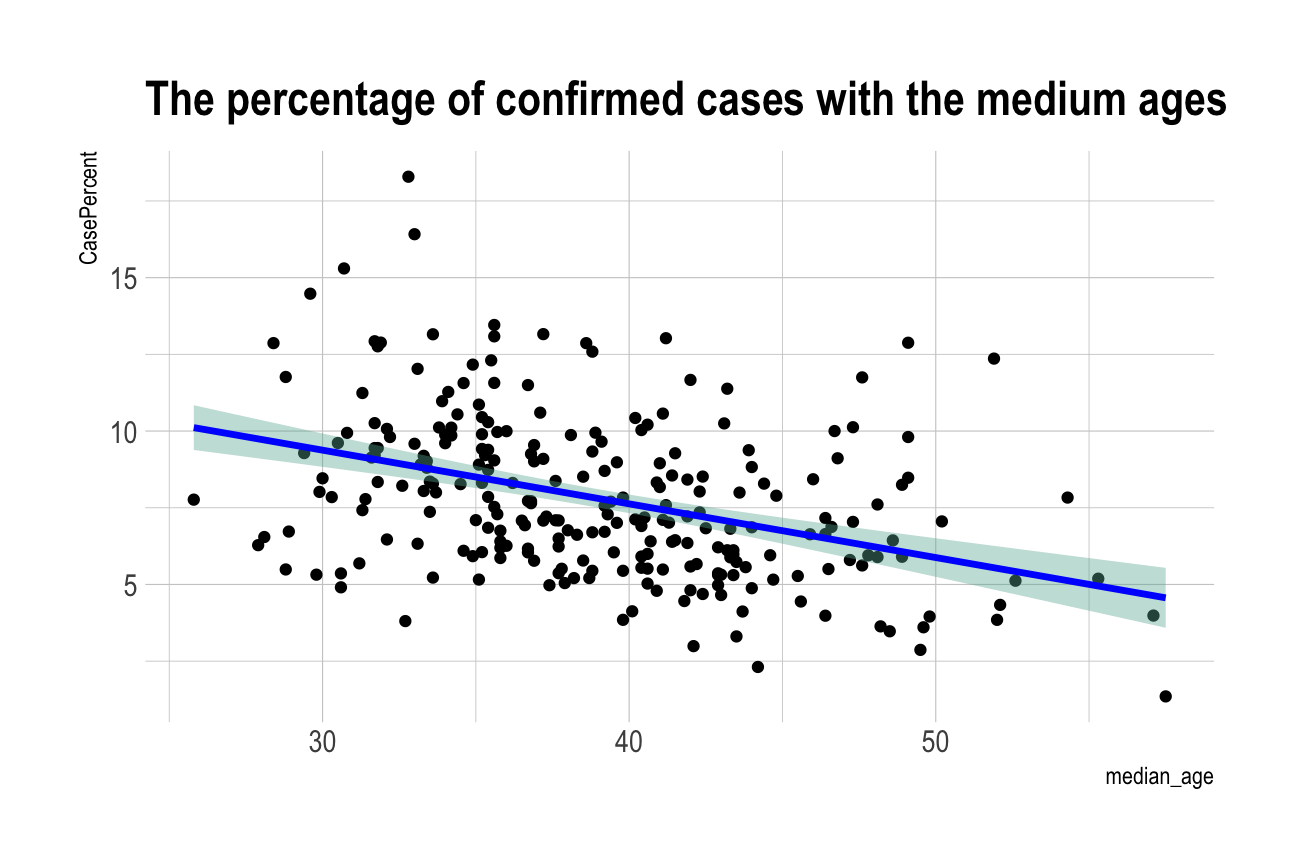 The percentage of confirmed cases with the medium ages
CasePercent
15
10
5
30 40 50
median_age